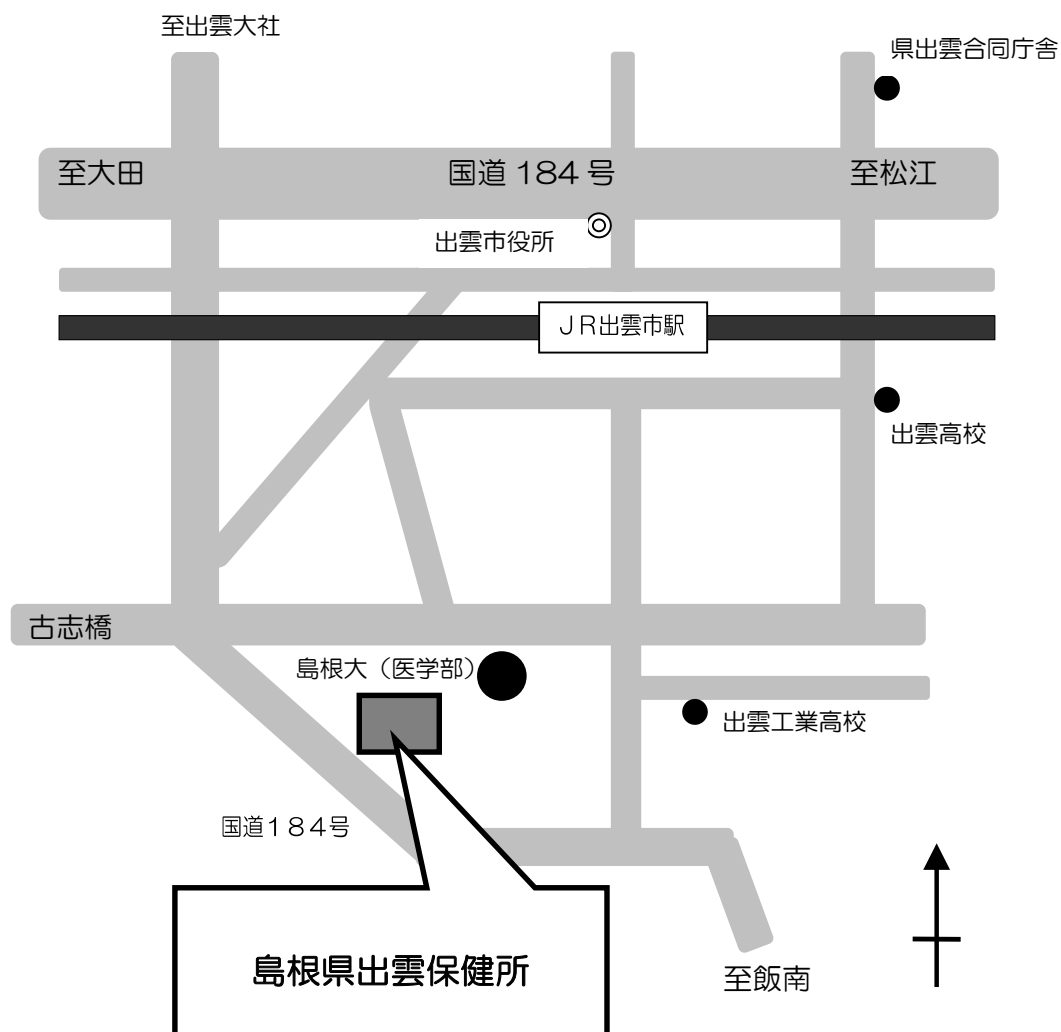 至出雲大社
県出雲合同庁舎
至大田
国道 184 号
至松江
出雲市役所
ＪＲ出雲市駅
出雲高校
古志橋
島根大（医学部）
出雲工業高校
国道１８４号
島根県出雲保健所
至飯南